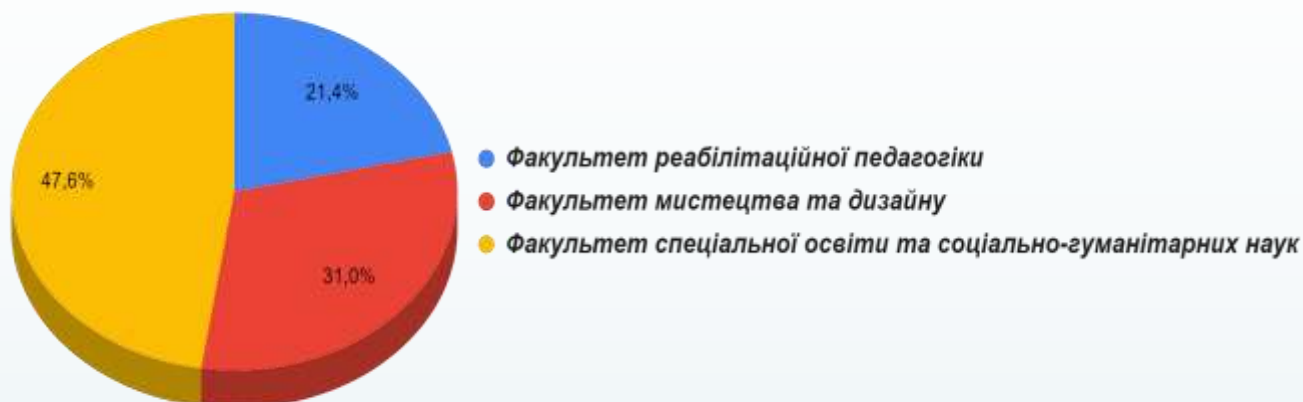 21,4%
47,6%
31,0%
Факультет реабілітаційної педагогіки
Факультет мистецтва та дизайну
Факультет спеціальної освіти та соціально-гуманітарних наук